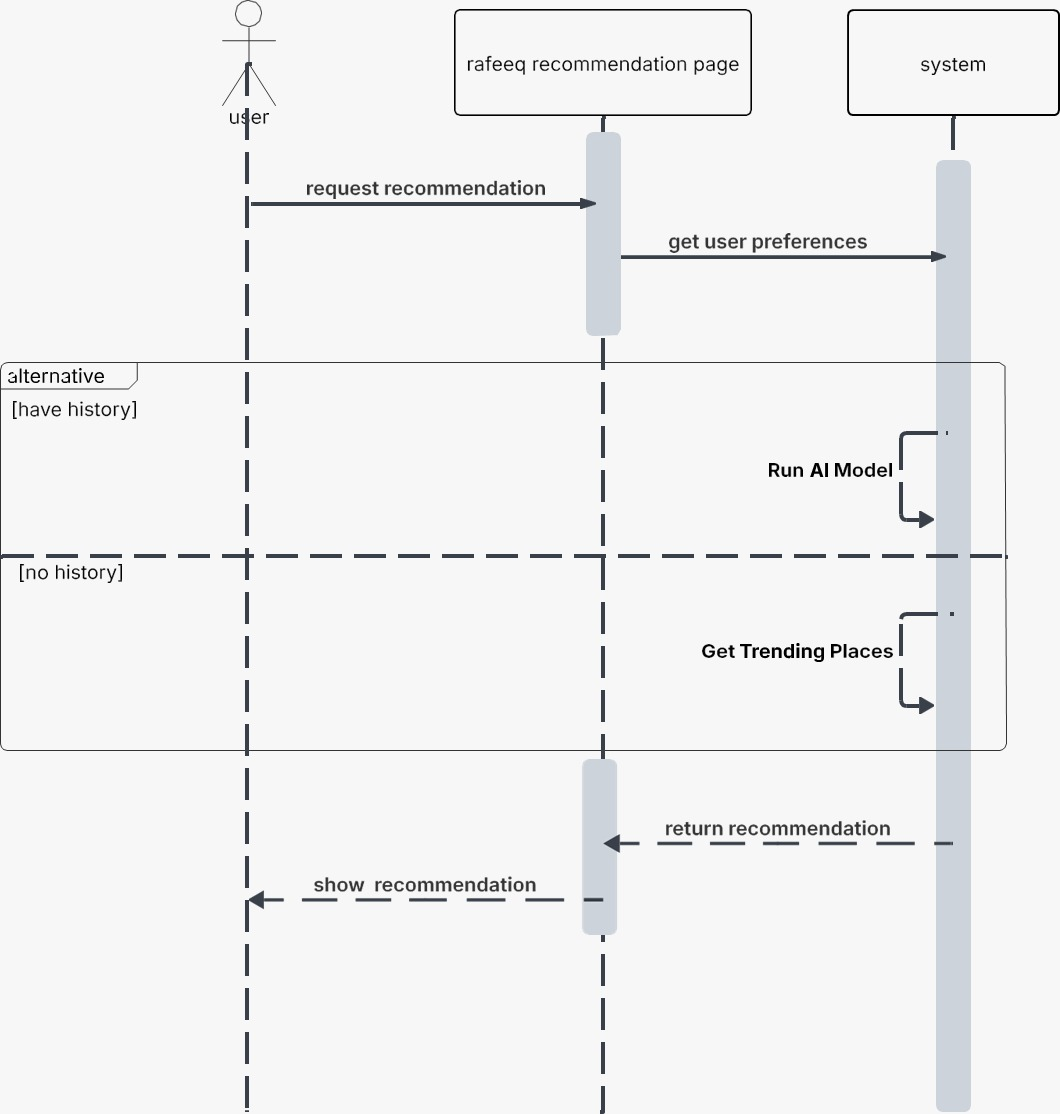 user
rafeeq recommendation page
system
request recommendation
get user preferences
alternative
[have history]
Run AI Model
[no history]
Get Trending Places
return recommendation
show recommendation